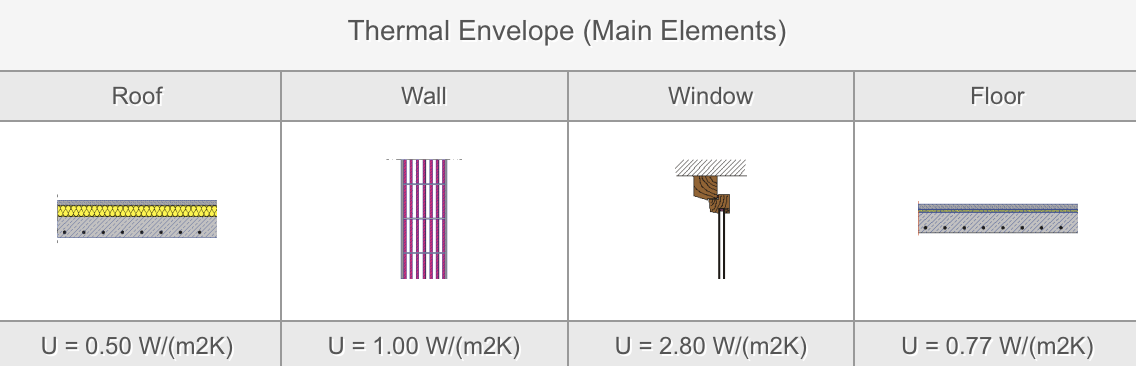 Thermal Envelope (Main Elements)
Roof
Wall
Window
Floor
U = 0.50 W/(m2K)
U = 1.00 W/(m2K)
U = 2.80 W/(m2K)
U = 0.77 W/(m2K)